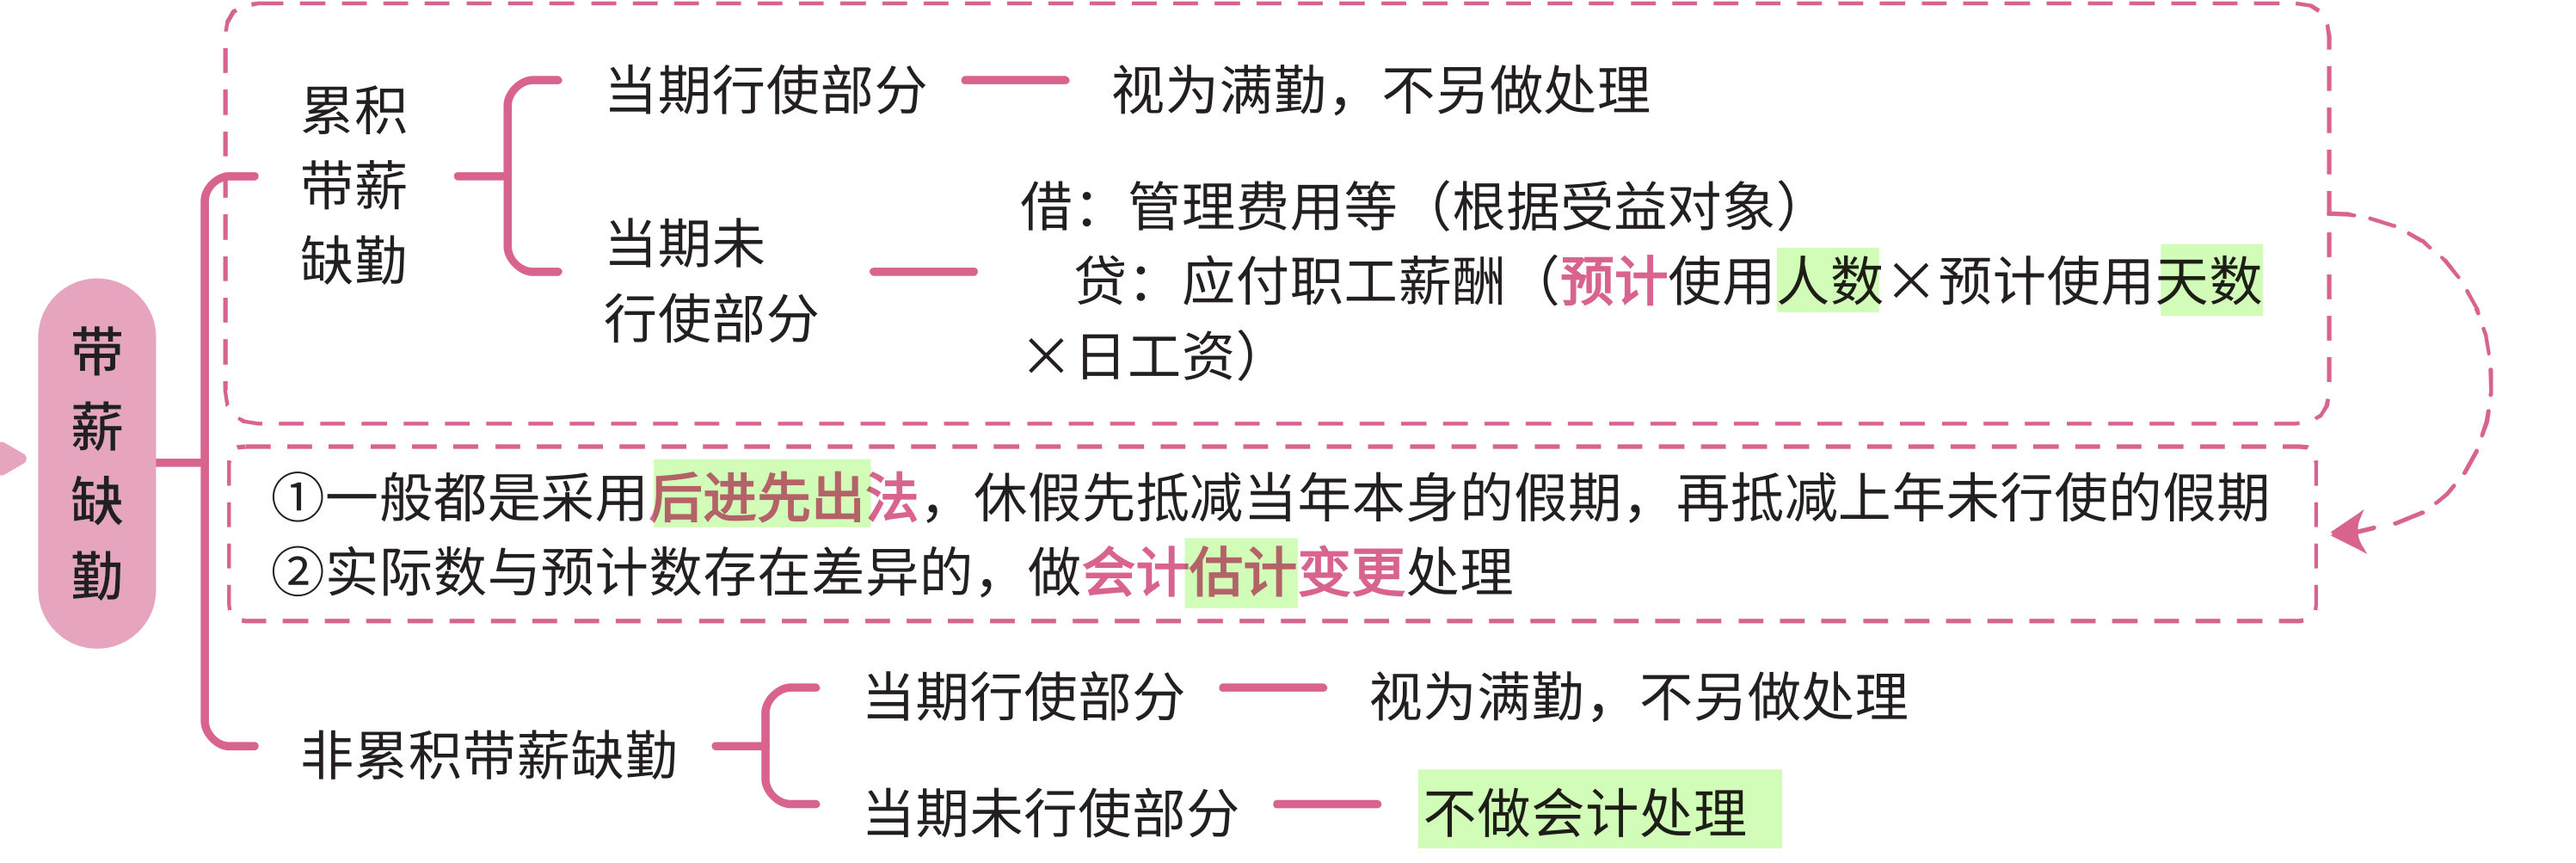 带
薪
缺
勤
累积
带薪
缺勤
当期行使部分
视为满勤，不另做处理
当期未
行使部分
借：管理费用等（根据受益对象）
贷：应付职工薪酬（预计使用人数×预计使用天数
×日工资）
①一般都是采用后进先出法，休假先抵减当年本身的假期，再抵减上年未行使的假期
②实际数与预计数存在差异的，做会计估计变更处理
非累积带薪缺勤
当期行使部分
视为满勤，不另做处理
当期未行使部分
不做会计处理